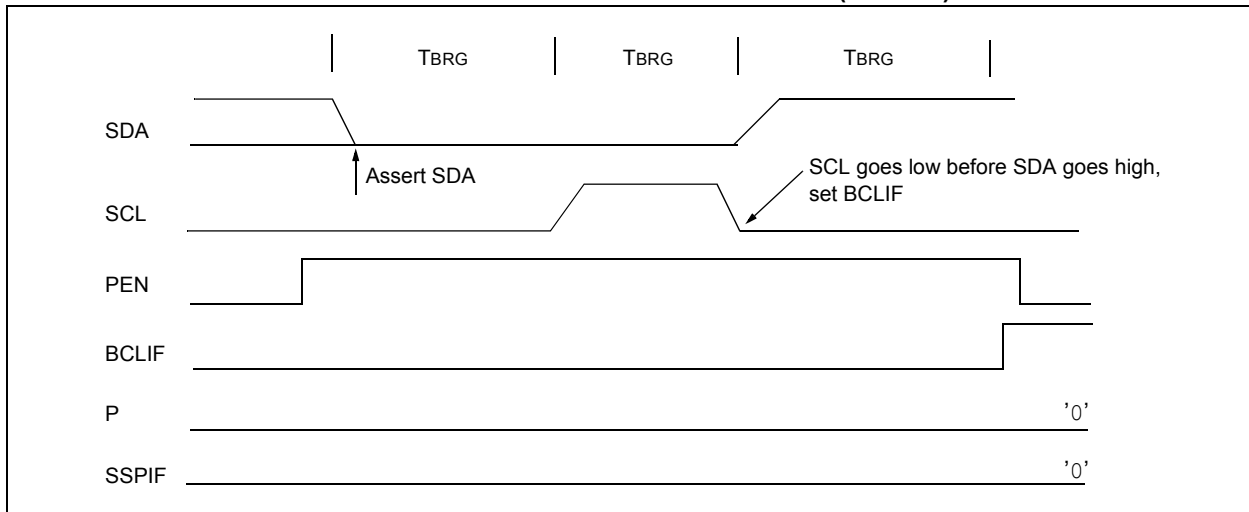 TBRG TBRG TBRG
SDA
Assert SDA
SCL goes low before SDA goes high,
set BCLIF
SCL
PEN
BCLIF
P '0'
SSPIF '0'